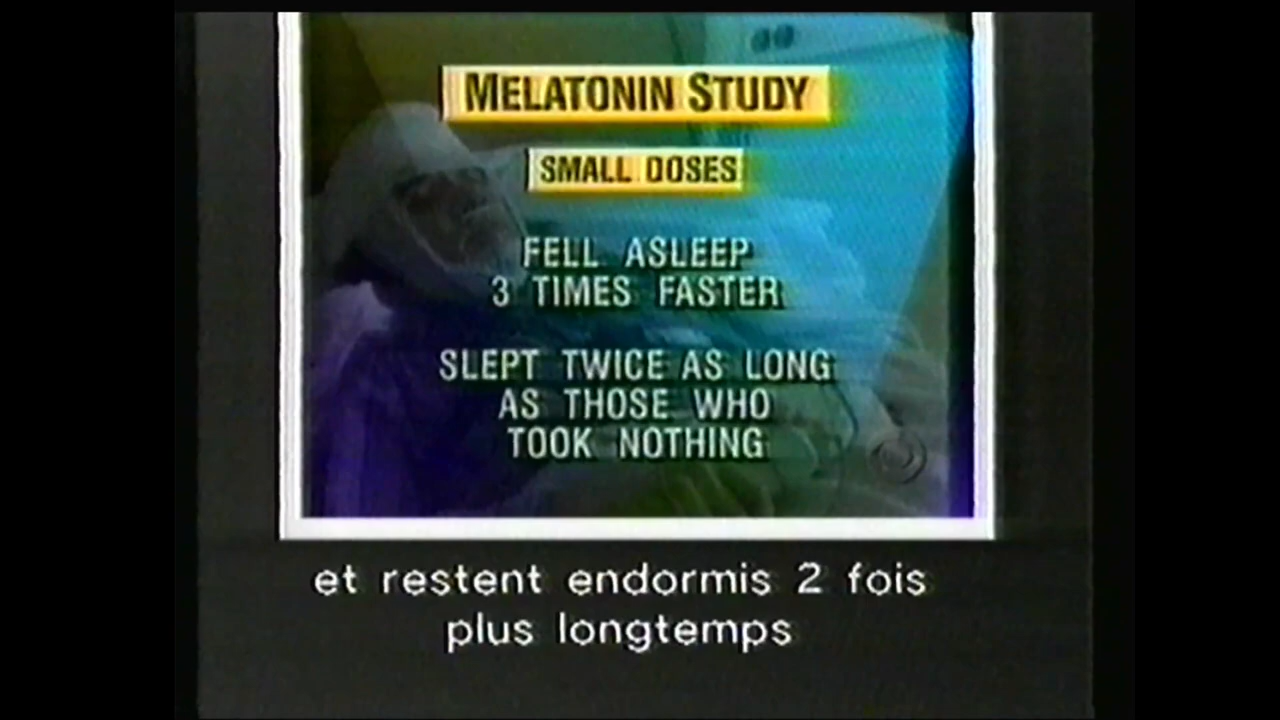 MELATONIN STUDY
SMALL DOSES
FELL ASLEEP
3 TIMES FASTER
SLEPT TWICE AS LONG
AS THOSE WHO
TOOK NOTHING
et restent endormis 2 fois
plus longtemps